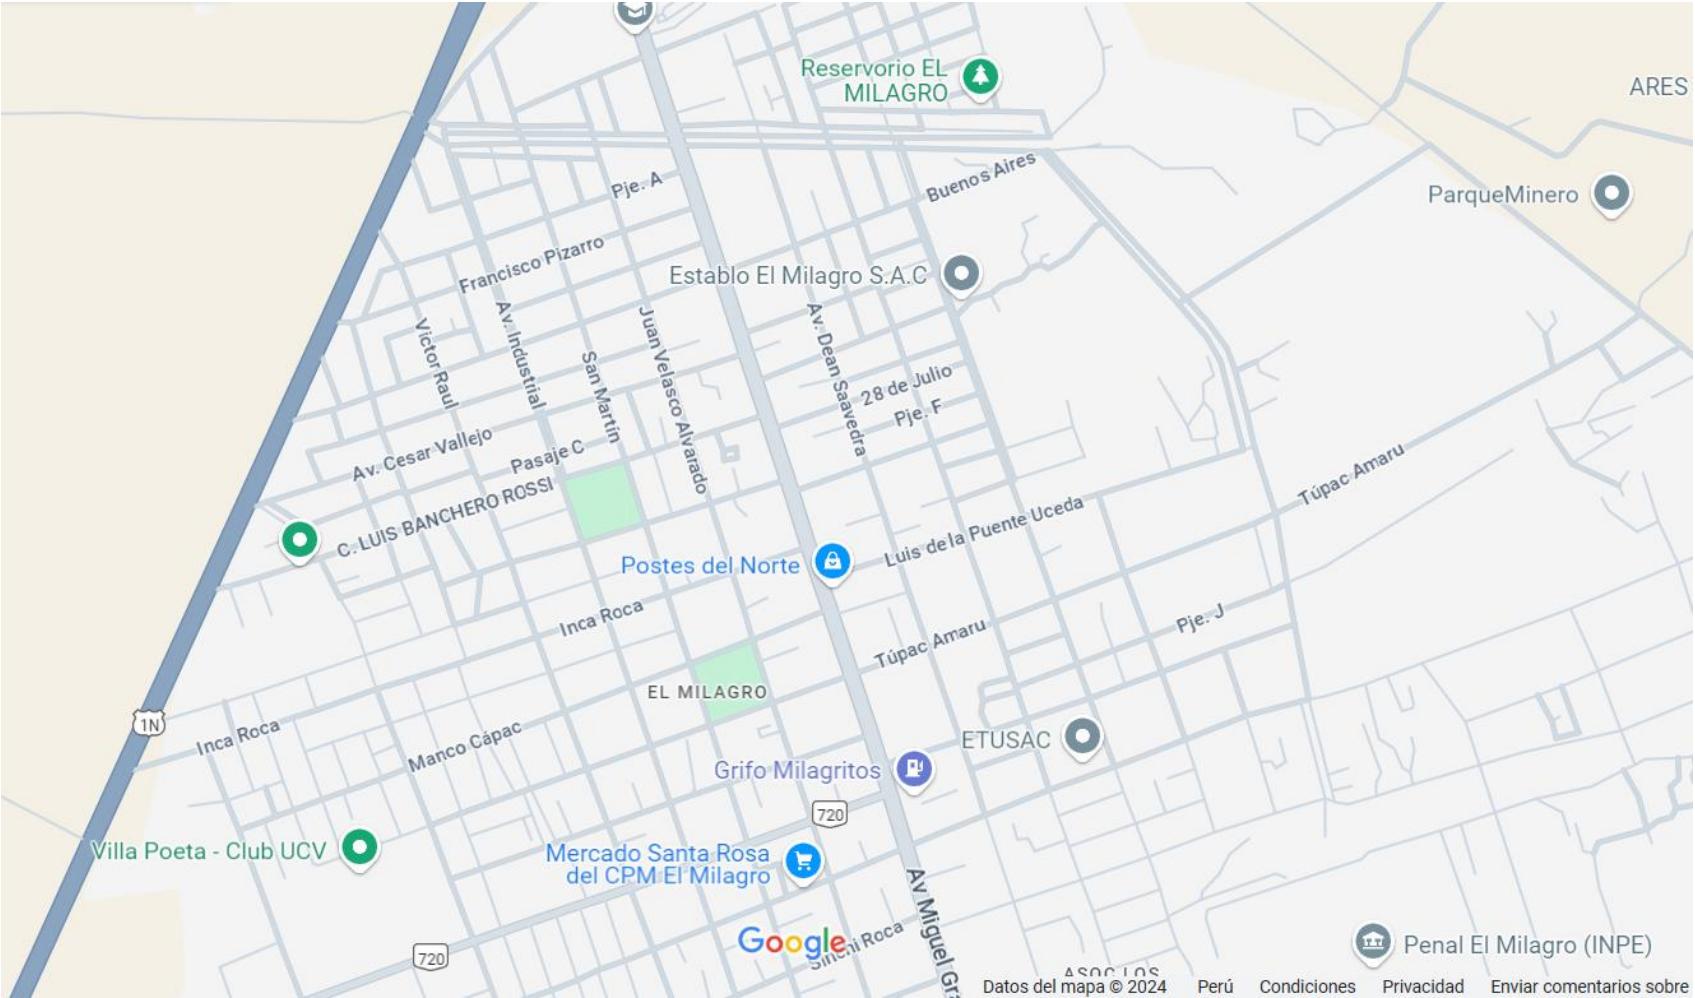 Reservorio EL
MILAGRO
ARES
Buenos Aires
Pje. A
ParqueMinero
Francisco Pizarro
Establo El Milagro S.A.C
Av. Industrial
Victor Raul
San Martín
Juan Velasco Alvarado
Av. Dean Saavedra
28 de Julio
Pje. F
Av. Cesar Vallejo
Pasaje C
C. LUIS BANCHERO ROSSI
Túpac Amaru
Luis de la Puente Uceda
Postes del Norte
Inca Roca
Pje. J
Túpac Amaru
EL MILAGRO
1N
Inca Roca
Manco Cápac
ETUSAC
Grifo Milagritos
720
Villa Poeta - Club UCV
Mercado Santa Rosa
del CPM El Milagro
Av Miguel Gra
Google
Sinchi Roca
720
Penal El Milagro (INPE)
Datos del mapa © 2024 Perú Condiciones Privacidad Enviar comentarios sobre